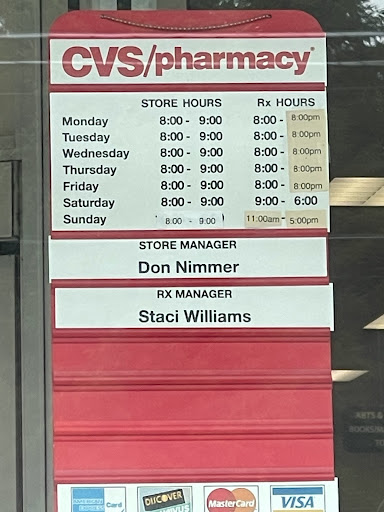 CVS/pharmacy
STORE HOURS Rx HOURS
Monday 8:00 - 9:00 8:00 - 8:00pm
Tuesday 8:00 - 9:00 8:00 - 8:00pm
Wednesday 8:00 - 9:00 8:00 - 8:00pm
Thursday 8:00 - 9:00 8:00 - 8:00pm
Friday 8:00 - 9:00 8:00 - 8:00pm
Saturday 8:00 - 9:00 9:00 - 6:00
Sunday 8:00 - 9:00 11:00am - 5:00pm
STORE MANAGER
Don Nimmer
RX MANAGER
Staci Williams
AMERICAN EXPRESS Card DISCOVER MasterCard VISA